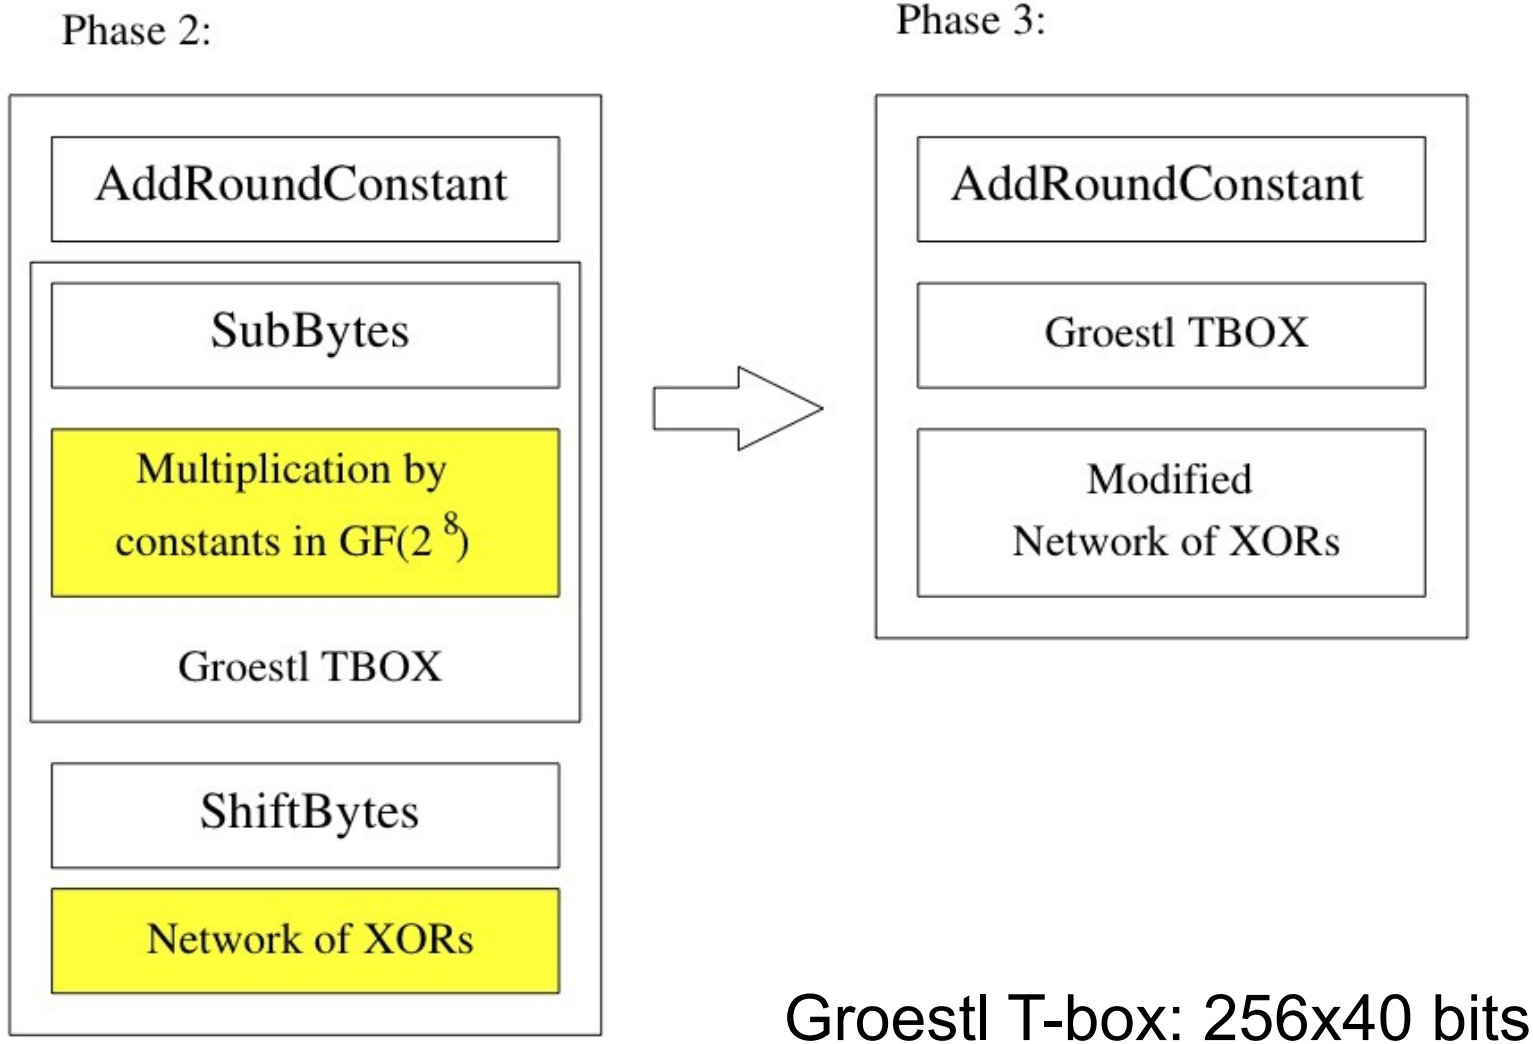 Phase 2:
AddRoundConstant
SubBytes
Multiplication by
constants in GF(2 8)
Groestl TBOX
ShiftBytes
Network of XORs
Phase 3:
AddRoundConstant
Groestl TBOX
Modified
Network of XORs
Groestl T-box: 256x40 bits